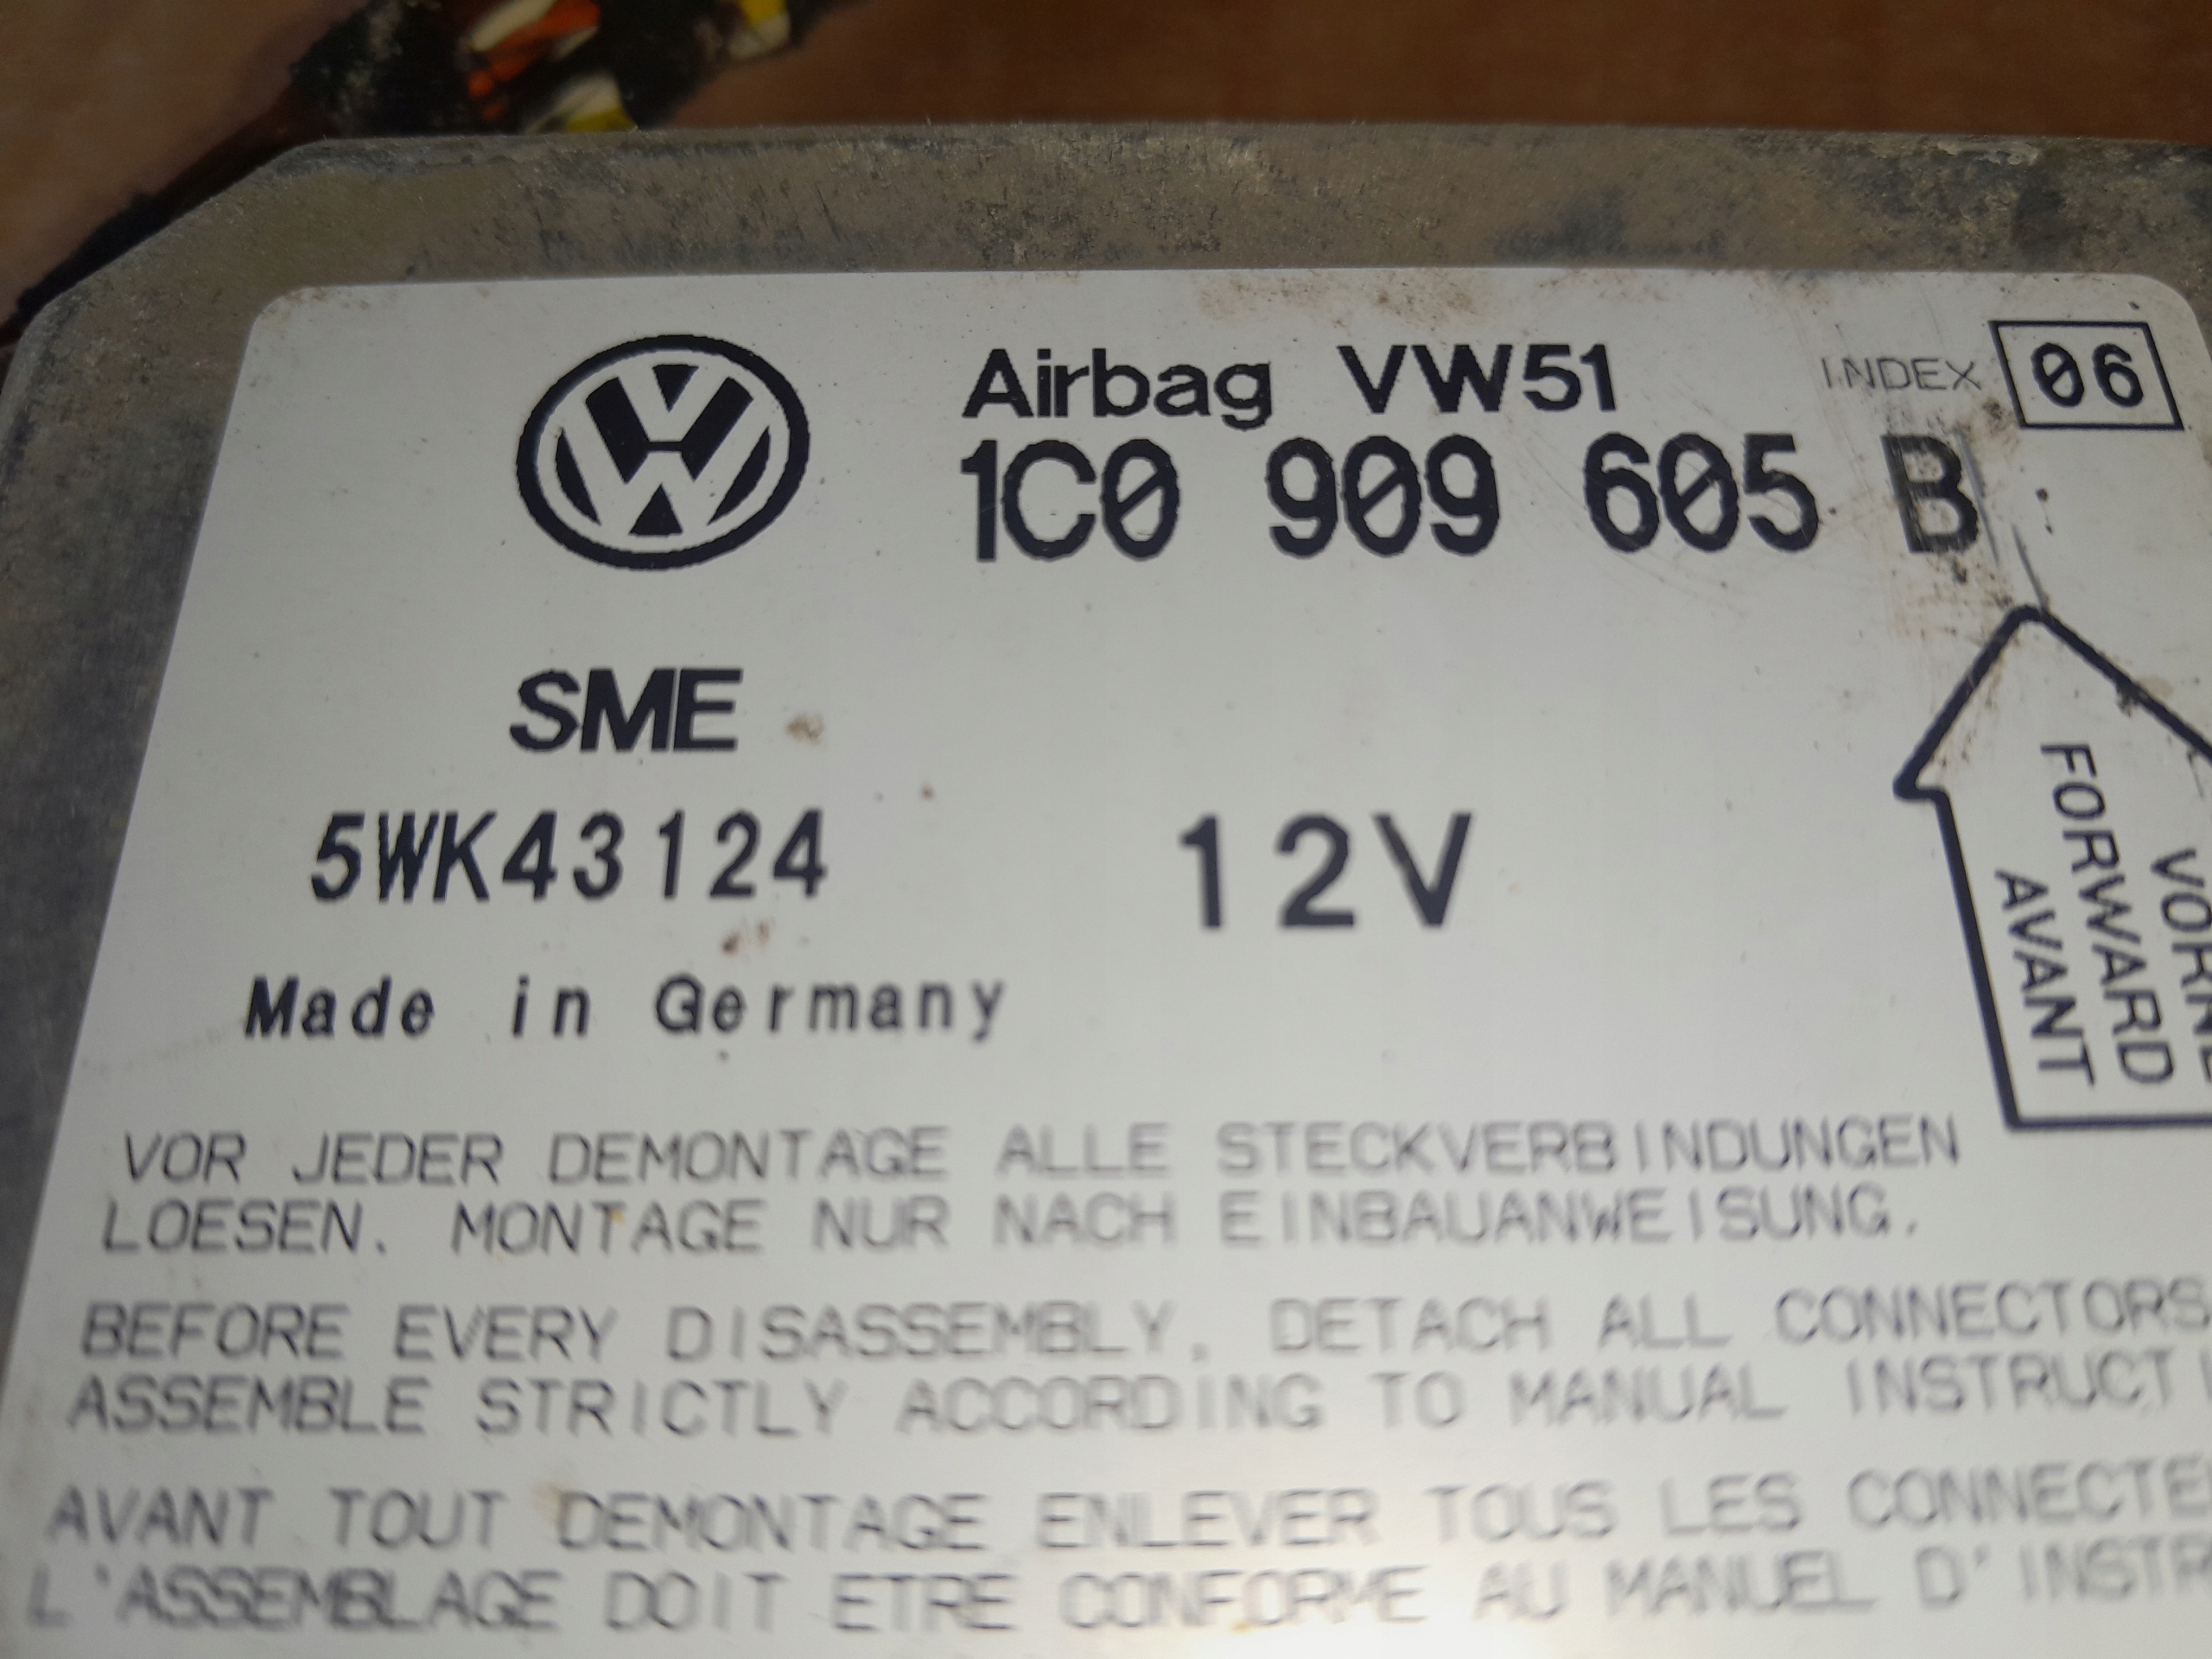 Airbag VW51
INDEX 06
1C0 909 605 B
SME
5WK43124
12V
Made in Germany
FORWARD
AVANT
VOR JEDER DEMONTAGE ALLE STECKVERBINDUNGEN
LOESEN. MONTAGE NUR NACH EINBAUANWEISUNG.
BEFORE EVERY DISASSEMBLY, DETACH ALL CONNECTORS
ASSEMBLE STRICTLY ACCORDING TO MANUAL
AVANT TOUT DEMONTAGE ENLEVER TOUS LES
L'ASSEMBLAGE DOIT ETRE CONFORME AU MANUEL